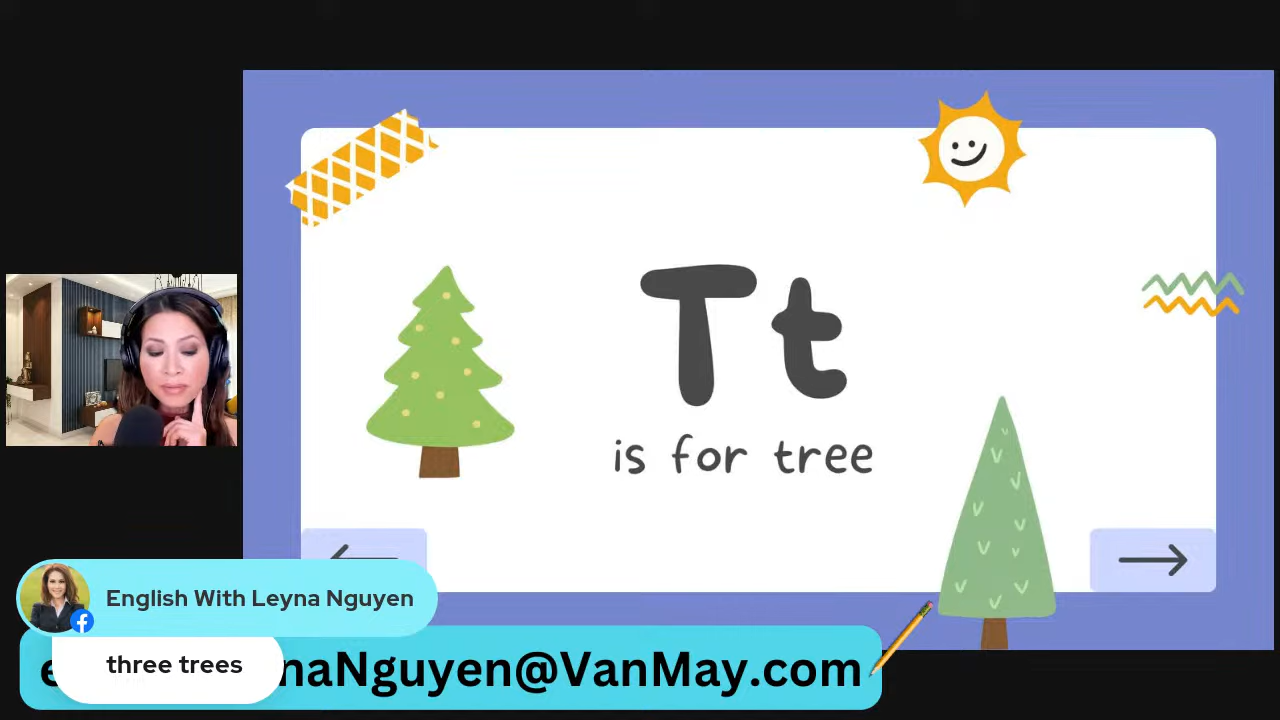 Tt
is for tree
English With Leyna Nguyen
three trees
naNguyen@VanMay.com